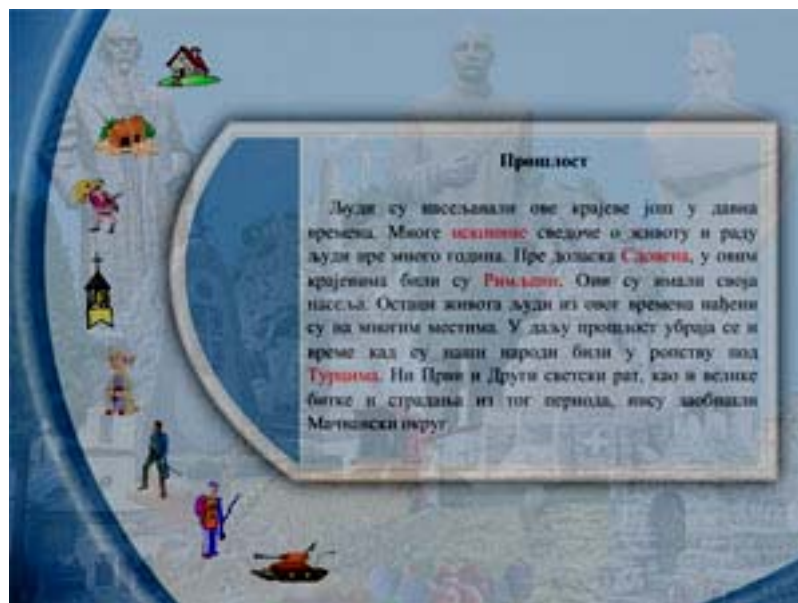 Прошлост
Људи су насељавали ове крајеве још у давна
времена. Многе ископине сведоче о животу и раду
људи пре много година. Пре доласка Словена, у овим
крајевима били су Римљани. Они су имали своја
насеља. Остаци живота људи из овог времена нађени
су на многим местима. У даљу прошлост убраја се и
време кад су наши народи били у ропству под
Турцима. Ни Први и Други светски рат, као и велике
битке и страдања из тог периода, нису заобишли
Мачвански округ.